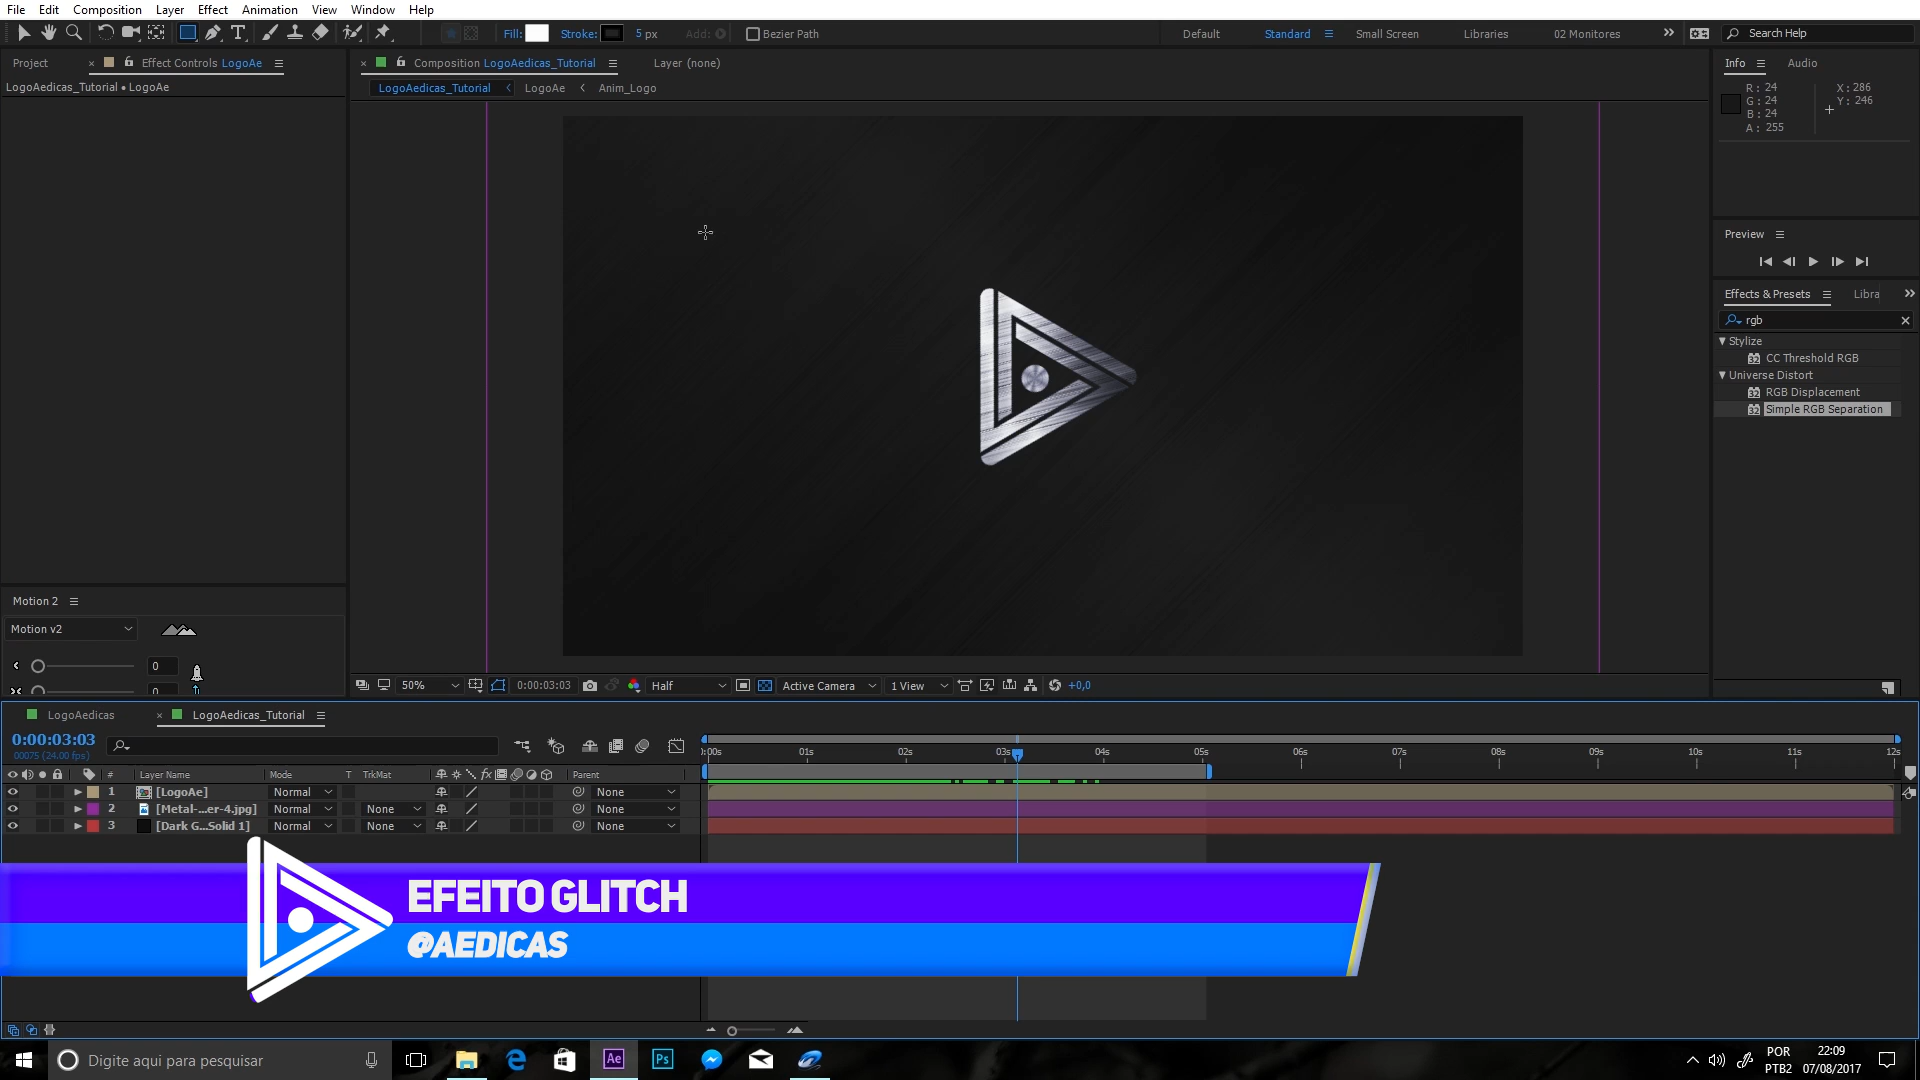 File Edit Composition Layer Effect Animation View Window Help
Fill: Stroke: 5 px Add: Bezier Path Default Standard Small Screen Libraries 02 Monitores Search Help
Project Effect Controls LogoAe
LogoAedicas_Tutorial • LogoAe
Composition LogoAedicas_Tutorial Layer (none)
LogoAedicas_Tutorial LogoAe Anim_Logo
Info Audio
R: 24
G: 24
B: 24
A: 255
X: 286
Y: 246
Preview
Effects & Presets Libra
rgb
Stylize
CC Threshold RGB
Universe Distort
RGB Displacement
Simple RGB Separation
Motion 2
Motion v2
0
0
50% 0:00:03:03 Half Active Camera 1 View +0,0
LogoAedicas LogoAedicas_Tutorial
0:00:03:03
00075 (24.00 fps)
:00s 01s 02s 03s 04s 05s 06s 07s 08s 09s 10s 11s 12s
# Layer Name Mode T TrkMat Parent
1 [LogoAe] Normal None
2 [Metal-...er-4.jpg] Normal None None
3 [Dark G...Solid 1] Normal None None
EFEITO GLITCH
@AEDICAS
Digite aqui para pesquisar
Ae
Ps
POR
PTB2
22:09
07/08/2017